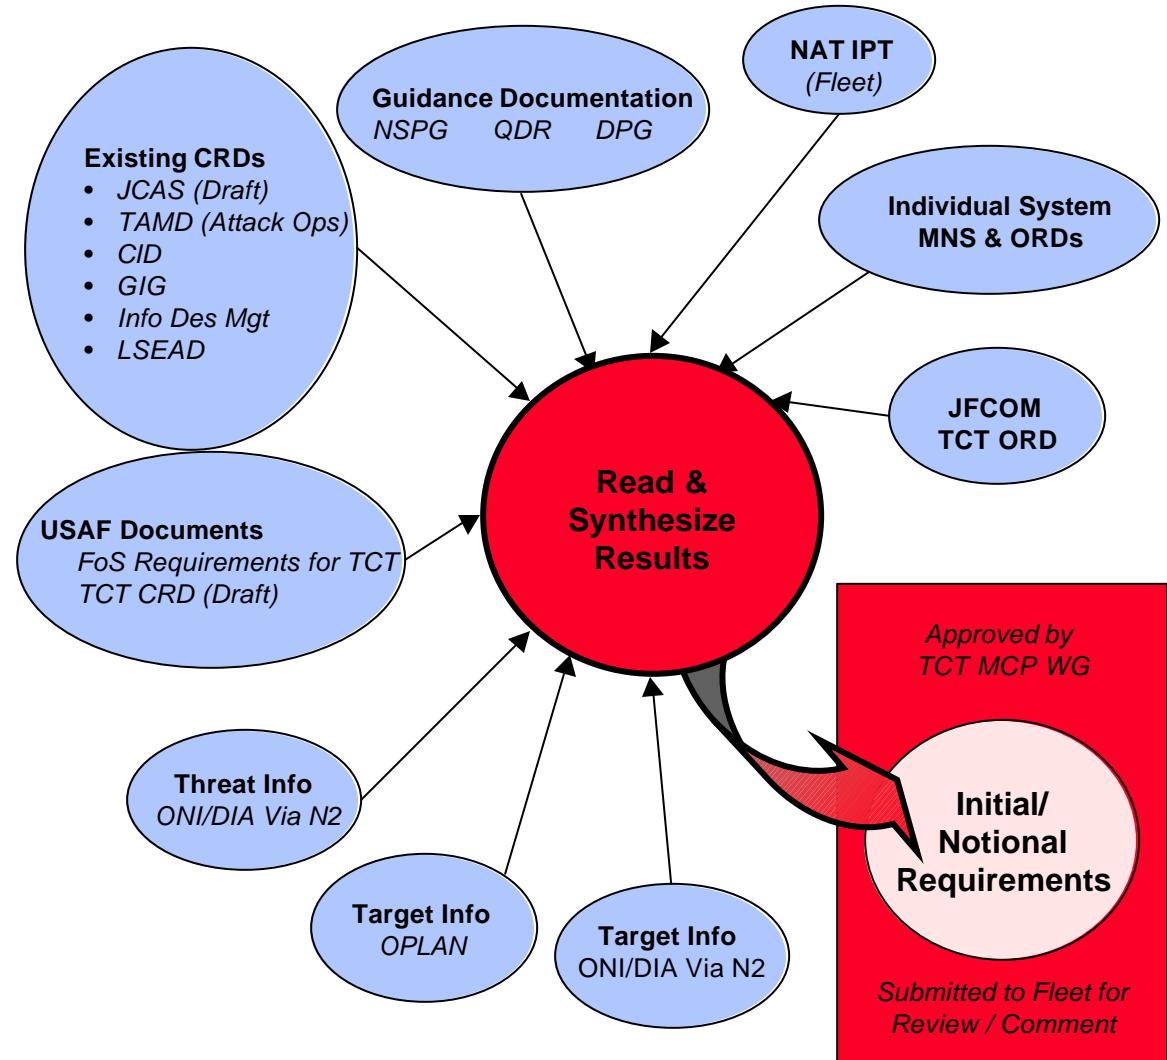 NAT IPT
(Fleet)
Guidance Documentation
NSPG QDR DPG
Existing CRDs
• JCAS (Draft)
• TAMD (Attack Ops)
• CID
• GIG
• Info Des Mgt
• LSEAD
Individual System
MNS & ORDs
JFCOM
TCT ORD
Read &
Synthesize
Results
USAF Documents
FoS Requirements for TCT
TCT CRD (Draft)
Threat Info
ONI/DIA Via N2
Target Info
OPLAN
Target Info
ONI/DIA Via N2
Approved by
TCT MCP WG
Initial/
Notional
Requirements
Submitted to Fleet for
Review / Comment